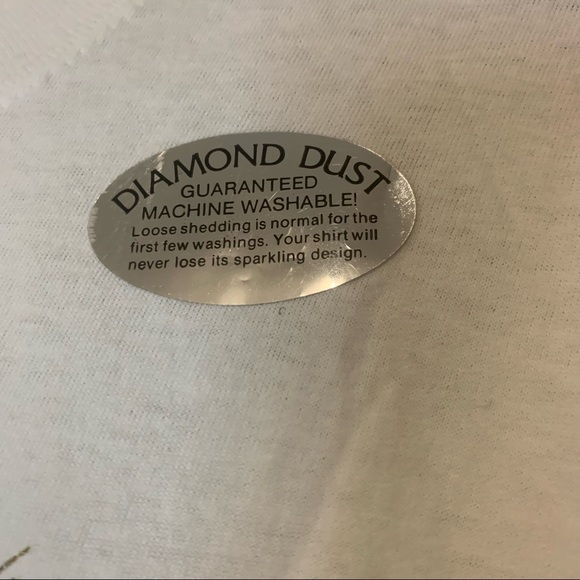 DIAMOND DUST
GUARANTEED
MACHINE WASHABLE!
Loose shedding is normal for the
first few washings. Your shirt will
never lose its sparkling design.